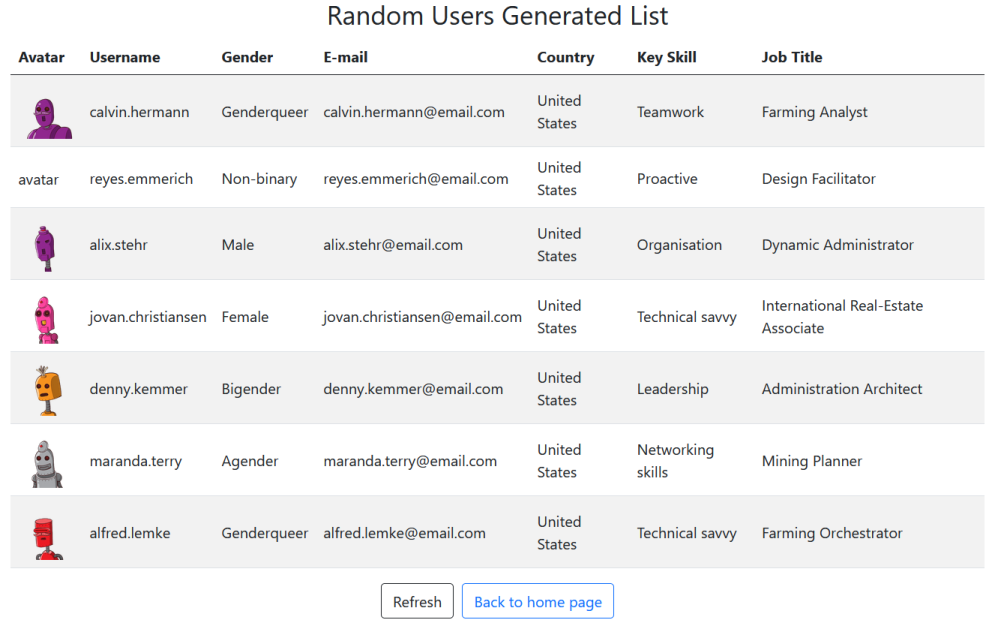 Random Users Generated List
Avatar Username Gender E-mail Country Key Skill Job Title
calvin.hermann Genderqueer calvin.hermann@email.com United States Teamwork Farming Analyst
avatar reyes.emmerich Non-binary reyes.emmerich@email.com United States Proactive Design Facilitator
alix.stehr Male alix.stehr@email.com United States Organisation Dynamic Administrator
jovan.christiansen Female jovan.christiansen@email.com United States Technical savvy International Real-Estate Associate
denny.kemmer Bigender denny.kemmer@email.com United States Leadership Administration Architect
maranda.terry Agender maranda.terry@email.com United States Networking skills Mining Planner
alfred.lemke Genderqueer alfred.lemke@email.com United States Technical savvy Farming Orchestrator
Refresh Back to home page